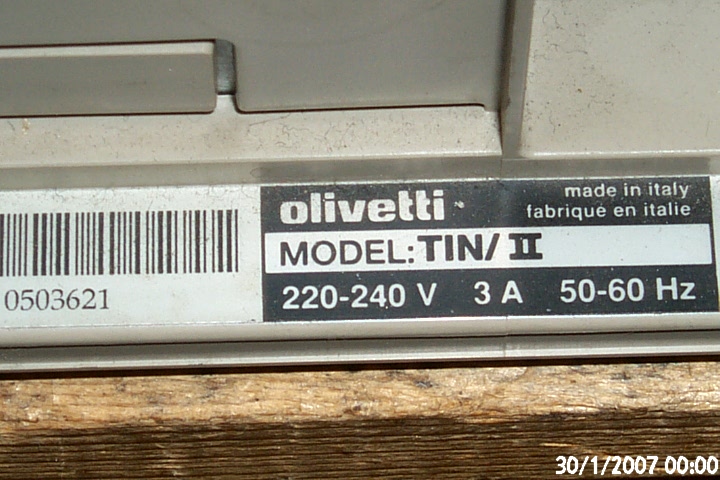 olivetti
made in italy
fabriqué en italie
MODEL: TIN/ II
220-240 V 3 A 50-60 Hz
0503621
30/1/2007 00:00